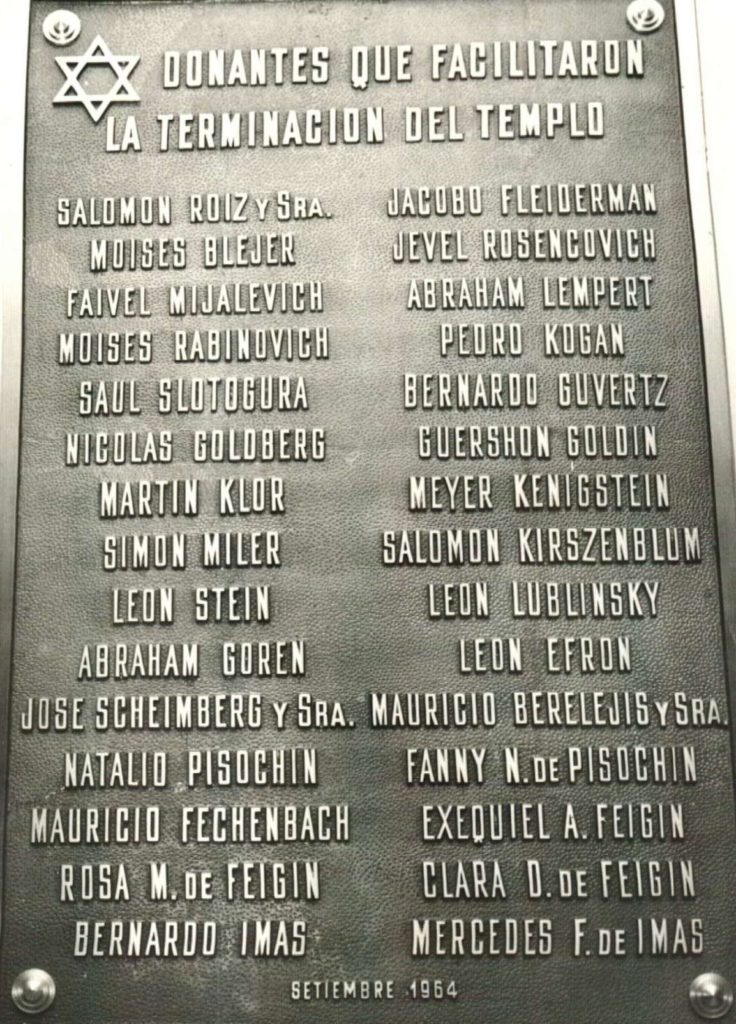 DONANTES QUE FACILITARON
LA TERMINACION DEL TEMPLO
SALOMON ROIZ Y SRA.
MOISES BLEJER
FAIVEL MIJALEVICH
MOISES RABINOVICH
SAUL SLOTOGURA
NICOLAS GOLDBERG
MARTIN KLOR
SIMON MILER
LEON STEIN
ABRAHAM GOREN
JOSE SCHEIMBERG Y SRA.
NATALIO PISOCHIN
MAURICIO FECHENBACH
ROSA M. DE FEIGIN
BERNARDO IMAS
JACOBO FLEIDERMAN
JEVEL ROSENCOVICH
ABRAHAM LEMPERT
PEDRO KOGAN
BERNARDO GUVERTZ
GUERSHON GOLDIN
MEYER KENIGSTEIN
SALOMON KIRSZENBLUM
LEON LUBLINSKY
LEON EFRON
MAURICIO BERELEJIS Y SRA.
FANNY N. DE PISOCHIN
EXEQUIEL A. FEIGIN
CLARA D. DE FEIGIN
MERCEDES F. DE IMAS
SETIEMBRE 1964